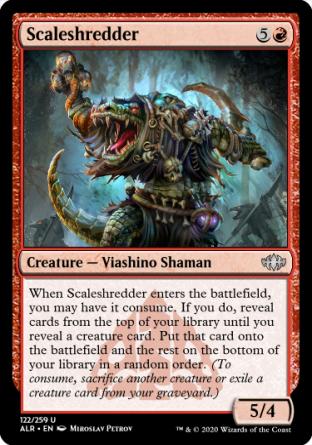 Scaleshredder 5
Creature — Viashino Shaman
When Scaleshredder enters the battlefield,
you may have it consume. If you do, reveal
cards from the top of your library until you
reveal a creature card. Put that card onto
the battlefield and the rest on the bottom of
your library in a random order. (To
consume, sacrifice another creature or exile a
creature card from your graveyard.)
5/4
122/259 U
ALR • EN MIROSLAV PETROV ™ & © 2020 Wizards of the Coast